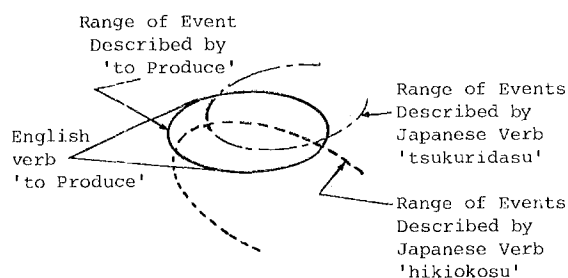 Range of Event
Described by
'to Produce'
English
verb
'to Produce'
Range of Events
Described by
Japanese Verb
'tsukuridasu'
Range of Events
Described by
Japanese Verb
'hikiokosu'